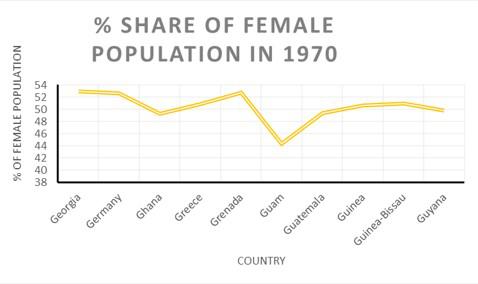 % SHARE OF FEMALE
POPULATION IN 1970
% OF FEMALE POPULATION
54
52
50
48
46
44
42
40
38
Georgia
Germany
Ghana
Greece
Grenada
Guam
Guatemala
Guinea
Guinea-Bissau
Guyana
COUNTRY